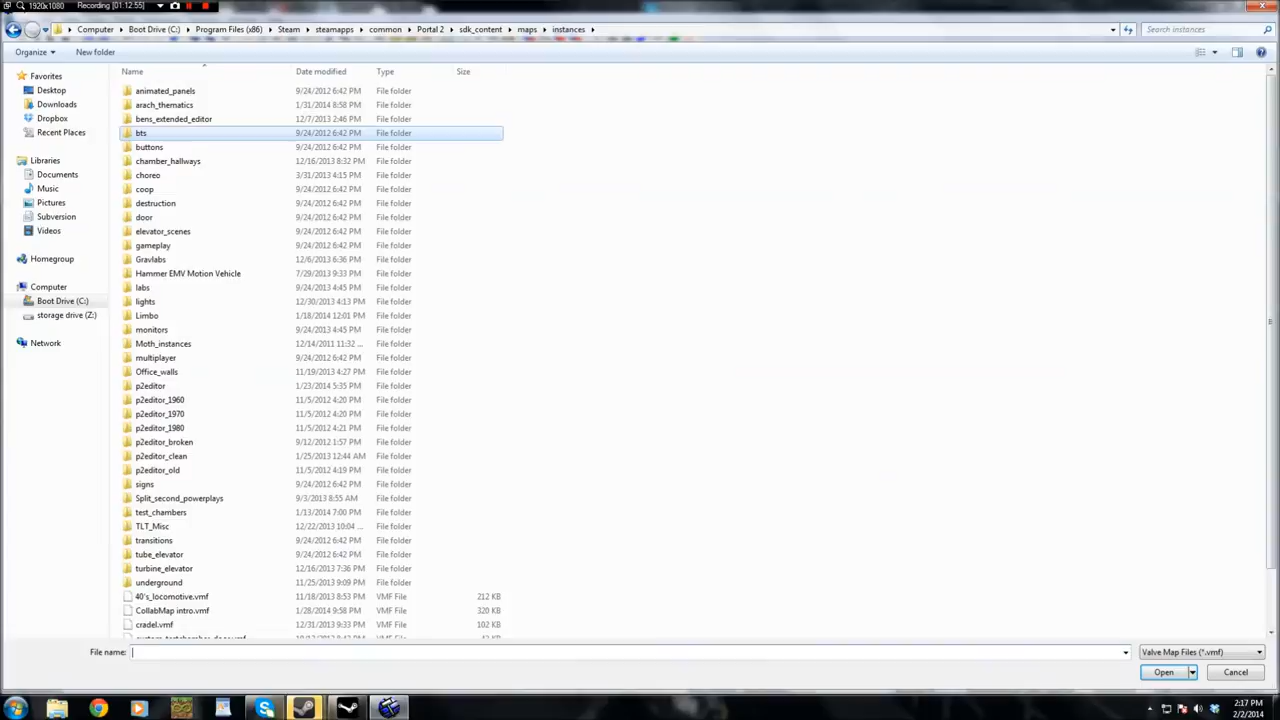 1920x1080 Recording [01:12:55]
Computer Boot Drive (C:) Program Files (x86) Steam steamapps common Portal 2 sdk_content maps instances Search instances
Organize New folder
Name Date modified Type Size
Favorites
Desktop
Downloads
Dropbox
Recent Places
Libraries
Documents
Music
Pictures
Subversion
Videos
Homegroup
Computer
Boot Drive (C:)
storage drive (Z:)
Network
animated_panels 9/24/2012 6:42 PM File folder
arach_thematics 1/31/2014 8:58 PM File folder
bens_extended_editor 12/7/2013 2:46 PM File folder
bts 9/24/2012 6:42 PM File folder
buttons 9/24/2012 6:42 PM File folder
chamber_hallways 12/16/2013 8:32 PM File folder
choreo 3/31/2013 4:15 PM File folder
coop 9/24/2012 6:42 PM File folder
destruction 9/24/2012 6:42 PM File folder
door 9/24/2012 6:42 PM File folder
elevator_scenes 9/24/2012 6:42 PM File folder
gameplay 9/24/2012 6:42 PM File folder
Gravlabs 12/6/2013 6:36 PM File folder
Hammer EMV Motion Vehicle 7/29/2013 9:33 PM File folder
labs 9/24/2013 4:45 PM File folder
lights 12/30/2013 4:13 PM File folder
Limbo 1/18/2014 12:01 PM File folder
monitors 9/24/2013 4:45 PM File folder
Moth_instances 12/14/2011 11:32 ... File folder
multiplayer 9/24/2012 6:42 PM File folder
Office_walls 11/19/2013 4:27 PM File folder
p2editor 1/23/2014 5:35 PM File folder
p2editor_1960 11/5/2012 4:20 PM File folder
p2editor_1970 11/5/2012 4:20 PM File folder
p2editor_1980 11/5/2012 4:21 PM File folder
p2editor_broken 9/12/2012 1:57 PM File folder
p2editor_clean 1/25/2013 12:44 AM File folder
p2editor_old 11/5/2012 4:19 PM File folder
signs 9/24/2012 6:42 PM File folder
Split_second_powerplays 9/3/2013 8:55 AM File folder
test_chambers 1/13/2014 7:00 PM File folder
TLT_Misc 12/22/2013 10:04 ... File folder
transitions 9/24/2012 6:42 PM File folder
tube_elevator 9/24/2012 6:42 PM File folder
turbine_elevator 12/16/2013 7:36 PM File folder
underground 11/25/2013 9:09 PM File folder
40's_locomotive.vmf 11/18/2013 8:53 PM VMF File 212 KB
CollabMap intro.vmf 1/28/2014 9:58 PM VMF File 320 KB
cradel.vmf 12/31/2013 9:33 PM VMF File 102 KB
File name: Valve Map Files (*.vmf)
Open Cancel
2:17 PM
2/2/2014